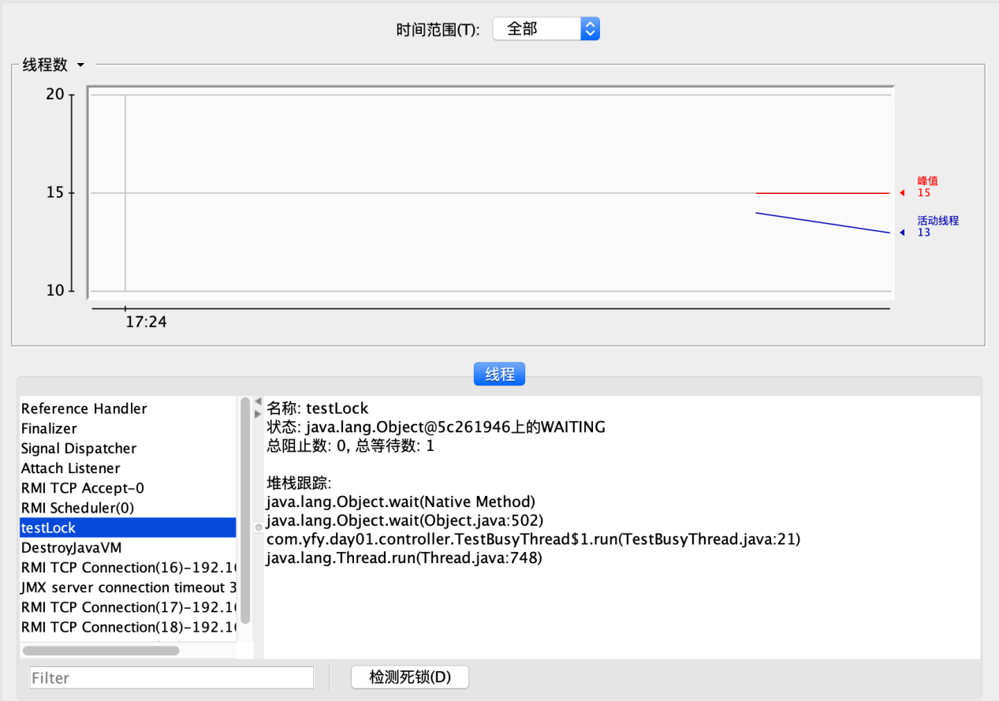 时间范围(T): 全部
线程数
20
15
10
17:24
峰值
15
活动线程
13
线程
Reference Handler
Finalizer
Signal Dispatcher
Attach Listener
RMI TCP Accept-0
RMI Scheduler(0)
testLock
DestroyJavaVM
RMI TCP Connection(16)-192.1
JMX server connection timeout 3
RMI TCP Connection(17)-192.1
RMI TCP Connection(18)-192.1
名称: testLock
状态: java.lang.Object@5c261946上的WAITING
总阻止数: 0, 总等待数: 1
堆栈跟踪:
java.lang.Object.wait(Native Method)
java.lang.Object.wait(Object.java:502)
com.yfy.day01.controller.TestBusyThread$1.run(TestBusyThread.java:21)
java.lang.Thread.run(Thread.java:748)
Filter
检测死锁(D)